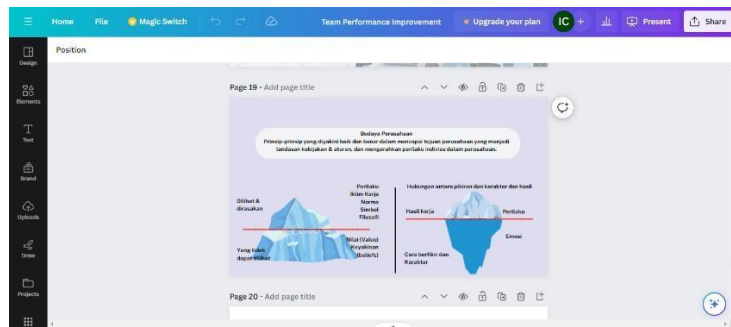 Home File Magic Switch Team Performance Improvement Upgrade your plan IC + Present Share
Position
Design
Elements
Text
Brand
Uploads
Draw
Projects
Page 19 - Add page title
Budaya Perusahaan
Prinsip-prinsip yang diyakini baik dan benar dalam mencapai tujuan perusahaan yang menjadi
landasan kebijakan & aturan, dan mengarahkan perilaku individu dalam perusahaan.
Dilihat &
dirasakan
Perilaku
Iklim Kerja
Norma
Simbol
Filosofi
Yang tidak
dapat dilihat
Nilai (Value)
Keyakinan
(beliefs)
Hubungan antara pikiran dan karakter dan hasil
Hasil kerja
Perilaku
Emosi
Cara berfikir dan
Karakter
Page 20 - Add page title